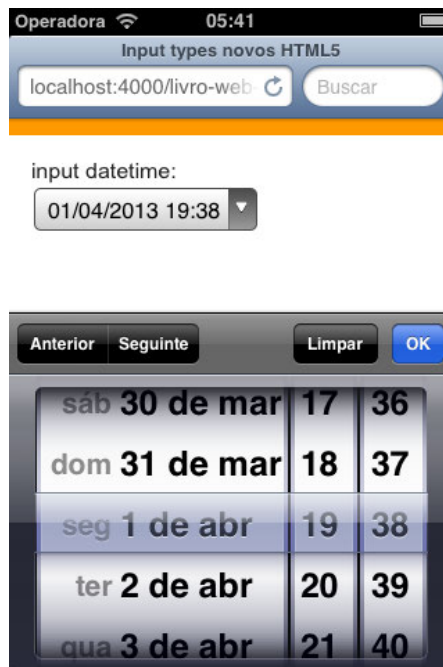 Operadora 05:41
Input types novos HTML5
localhost:4000/livro-web Buscar
input datetime:
01/04/2013 19:38
Anterior Seguinte Limpar OK
sáb 30 de mar 17 36
dom 31 de mar 18 37
seg 1 de abr 19 38
ter 2 de abr 20 39
qua 3 de abr 21 40